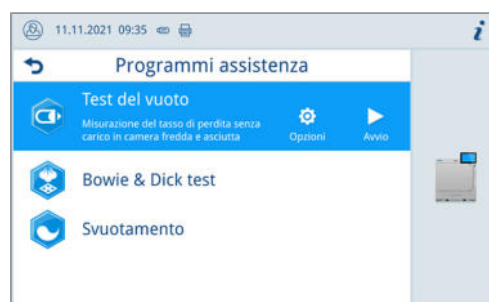 11.11.2021 09:35
i
Programmi assistenza
Test del vuoto
Misurazione del tasso di perdita senza
carico in camera fredda e asciutta
Opzioni
Avvio
Bowie & Dick test
Svuotamento